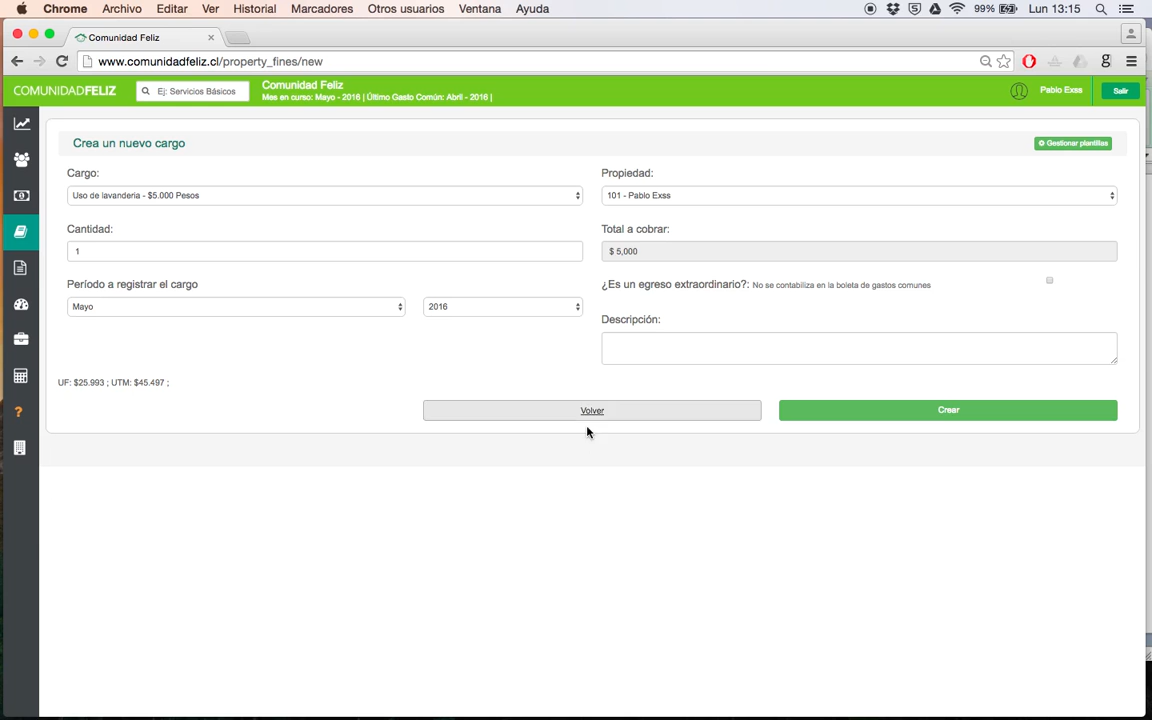 Chrome Archivo Editar Ver Historial Marcadores Otros usuarios Ventana Ayuda 99% Lun 13:15
Comunidad Feliz
www.comunidadfeliz.cl/property_fines/new
COMUNIDADFELIZ Ej: Servicios Básicos Comunidad Feliz Pablo Exss Salir
Mes en curso: Mayo - 2016 | Último Gasto Común: Abril - 2016 |
Crea un nuevo cargo Gestionar plantillas
Cargo: Propiedad:
Uso de lavanderia - $5.000 Pesos 101 - Pablo Exss
Cantidad: Total a cobrar:
1 $ 5,000
Período a registrar el cargo ¿Es un egreso extraordinario?: No se contabiliza en la boleta de gastos comunes
Mayo 2016
Descripción:
UF: $25.993 ; UTM: $45.497 ;
Volver Crear
?